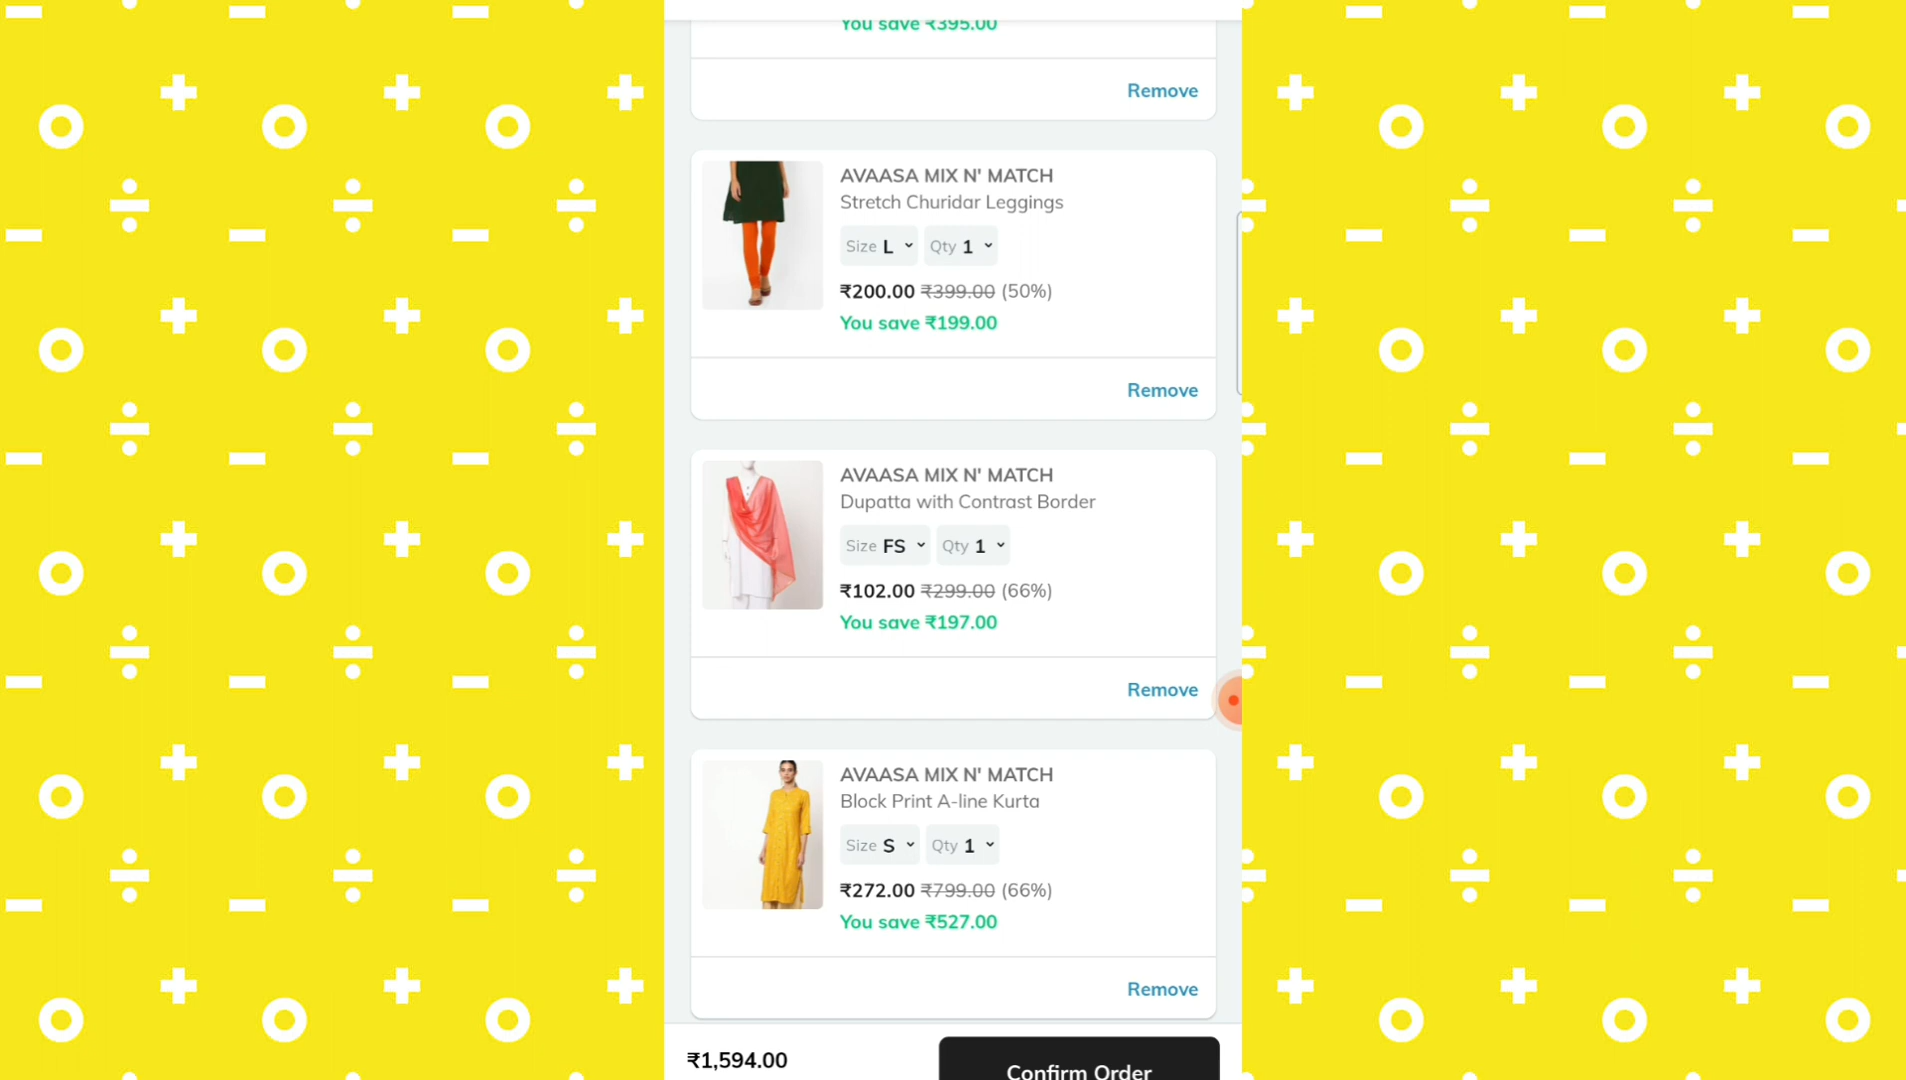 You save ₹395.00
Remove
AVAASA MIX N' MATCH
Stretch Churidar Leggings
Size L Qty 1
₹200.00 ₹399.00 (50%)
You save ₹199.00
Remove
AVAASA MIX N' MATCH
Dupatta with Contrast Border
Size FS Qty 1
₹102.00 ₹299.00 (66%)
You save ₹197.00
Remove
AVAASA MIX N' MATCH
Block Print A-line Kurta
Size S Qty 1
₹272.00 ₹799.00 (66%)
You save ₹527.00
Remove
₹1,594.00
Confirm Order